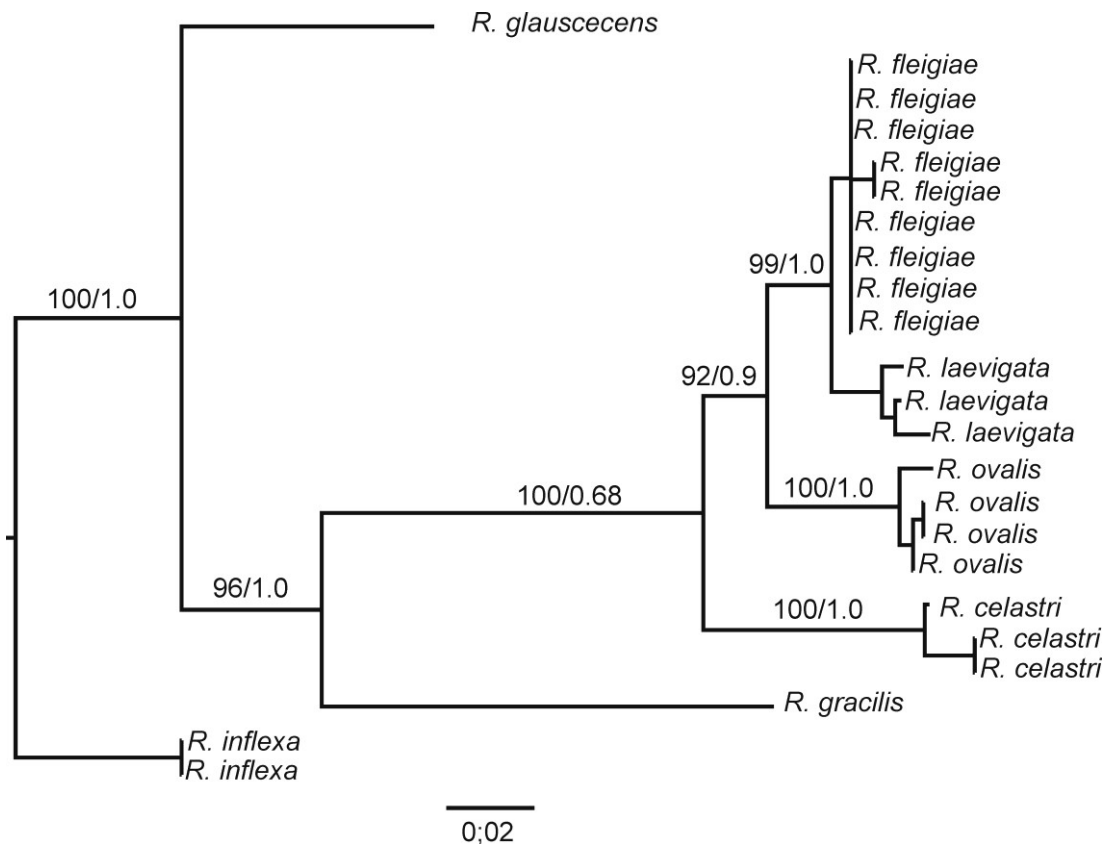 R. glauscecens
R. fleigiae
R. fleigiae
R. fleigiae
R. fleigiae
R. fleigiae
R. fleigiae
99/1.0
R. fleigiae
R. fleigiae
100/1.0
R. fleigiae
R. laevigata
92/0.9
R. laevigata
R. laevigata
R. ovalis
100/0.68
100/1.0
R. ovalis
R. ovalis
R. ovalis
96/1.0
100/1.0
R. celastri
R. celastri
R. celastri
R. gracilis
R. inflexa
R. inflexa
0;02